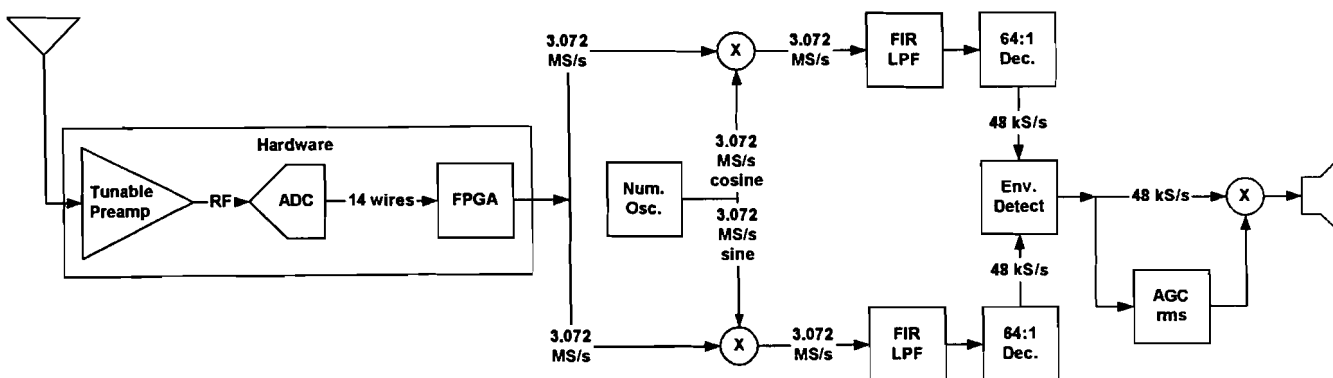 Hardware
Tunable
Preamp
RF
ADC
14 wires
FPGA
3.072
MS/s
X
3.072
MS/s
FIR
LPF
64:1
Dec.
48 kS/s
Num.
Osc.
3.072
MS/s
cosine
3.072
MS/s
sine
Env.
Detect
48 kS/s
X
AGC
rms
48 kS/s
3.072
MS/s
X
3.072
MS/s
FIR
LPF
64:1
Dec.